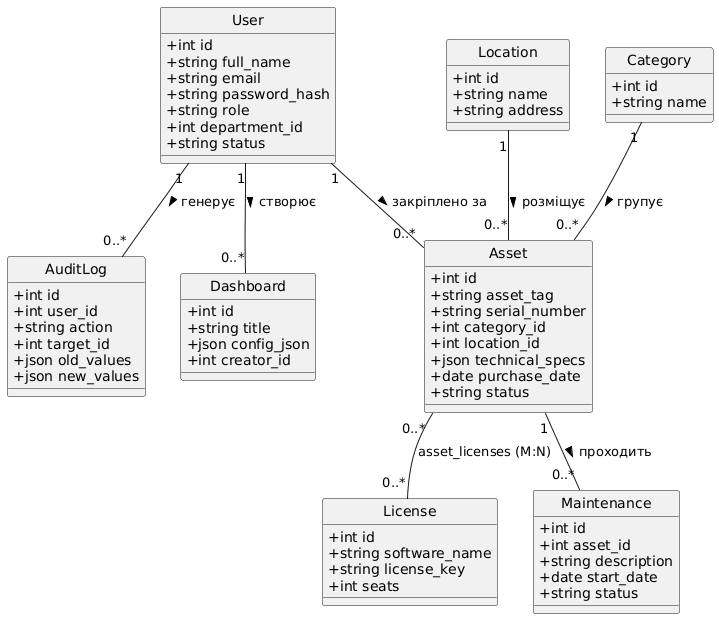 User
+int id
+string full_name
+string email
+string password_hash
+string role
+int department_id
+string status
Location
+int id
+string name
+string address
Category
+int id
+string name
1
генерує
0..*
1
створює
0..*
1
закріплено за
0..*
1
розміщує
0..*
1
групує
0..*
AuditLog
+int id
+int user_id
+string action
+int target_id
+json old_values
+json new_values
Dashboard
+int id
+string title
+json config_json
+int creator_id
Asset
+int id
+string asset_tag
+string serial_number
+int category_id
+int location_id
+json technical_specs
+date purchase_date
+string status
0..*
asset_licenses (M:N)
0..*
1
проходить
0..*
License
+int id
+string software_name
+string license_key
+int seats
Maintenance
+int id
+int asset_id
+string description
+date start_date
+string status